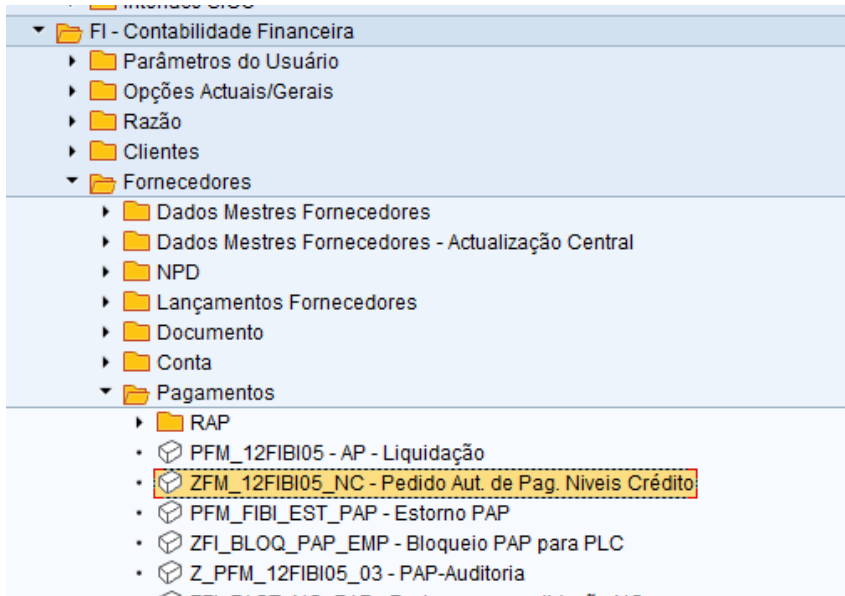 FI - Contabilidade Financeira
Parâmetros do Usuário
Opções Actuais/Gerais
Razão
Clientes
Fornecedores
Dados Mestres Fornecedores
Dados Mestres Fornecedores - Actualização Central
NPD
Lançamentos Fornecedores
Documento
Conta
Pagamentos
RAP
PFM_12FIBI05 - AP - Liquidação
ZFM_12FIBI05_NC - Pedido Aut. de Pag. Niveis Crédito
PFM_FIBI_EST_PAP - Estorno PAP
ZFI_BLOQ_PAP_EMP - Bloqueio PAP para PLC
Z_PFM_12FIBI05_03 - PAP-Auditoria